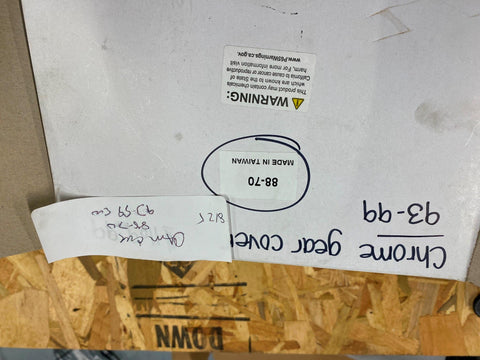 Chrome gear cover
93-99
88-70
MADE IN TAIWAN
WARNING:
This product may contain chemicals
which are known to the State of
California to cause cancer or reproductive
harm. For more information visit
www.P65Warnings.ca.gov.
88-70
93-99
DOWN